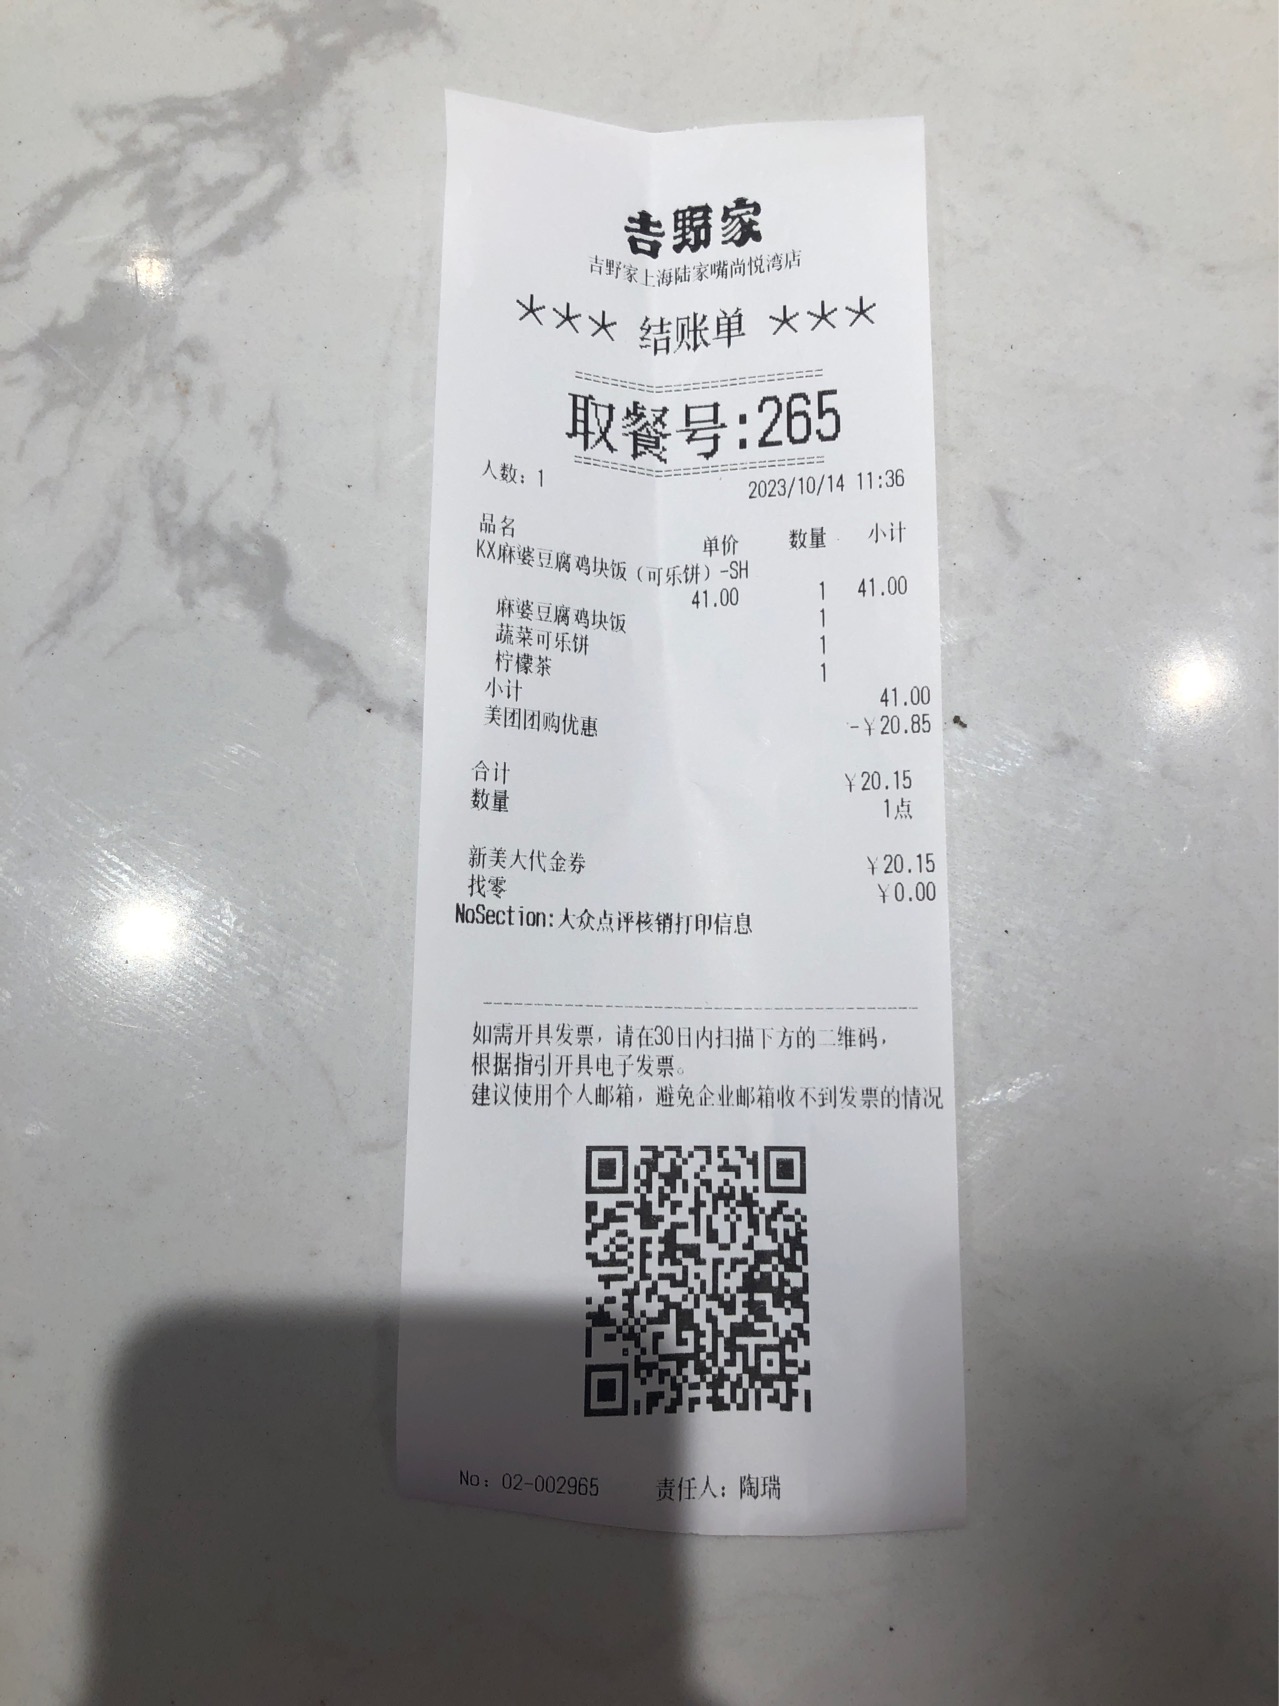 吉野家
吉野家上海陆家嘴尚悦湾店
*** 结账单 ***
取餐号:265
人数：1 2023/10/14 11:36
品名 单价 数量 小计
KX麻婆豆腐鸡块饭（可乐饼）-SH
41.00 1 41.00
麻婆豆腐鸡块饭 1
蔬菜可乐饼 1
柠檬茶 1
小计 41.00
美团团购优惠 -￥20.85
合计 ￥20.15
数量 1点
新美大代金券 ￥20.15
找零 ￥0.00
NoSection:大众点评核销打印信息
如需开具发票，请在30日内扫描下方的二维码，
根据指引开具电子发票。
建议使用个人邮箱，避免企业邮箱收不到发票的情况
No：02-002965 责任人：陶瑞